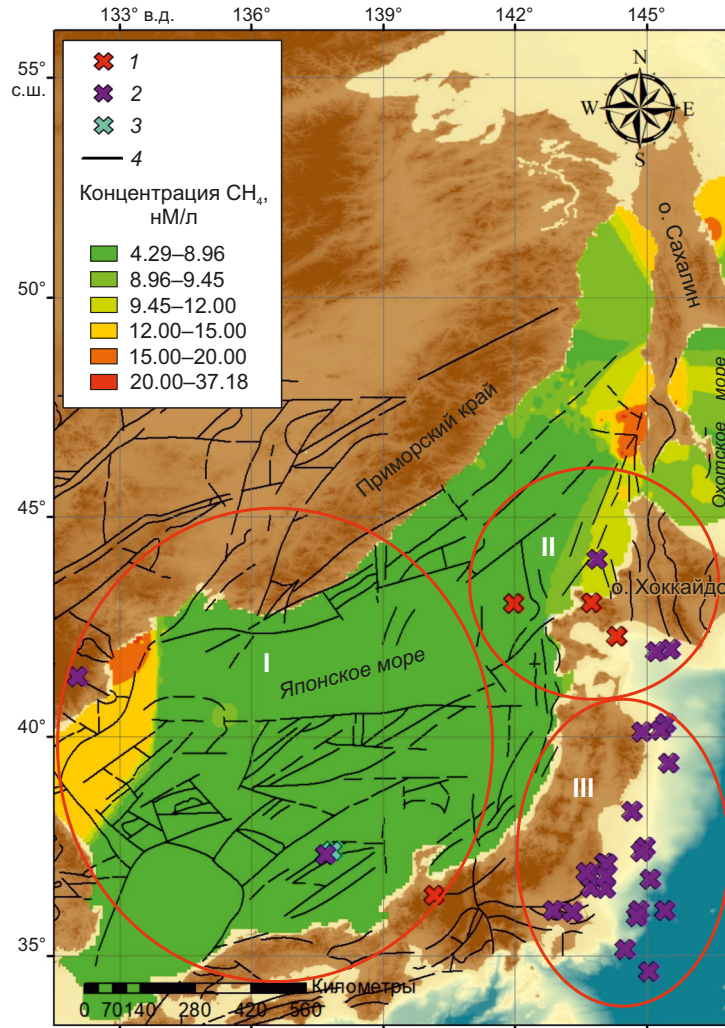 133° в.д. 136° 139° 142° 145°
55°
с.ш.
50°
45°
40°
35°
1
2
3
4
Концентрация CH₄,
нМ/л
4.29–8.96
8.96–9.45
9.45–12.00
12.00–15.00
15.00–20.00
20.00–37.18
N
W E
S
о. Сахалин
Охотское море
Приморский край
II
о. Хоккайдо
I
Японское море
III
Километры
0 70 140 280 420 560